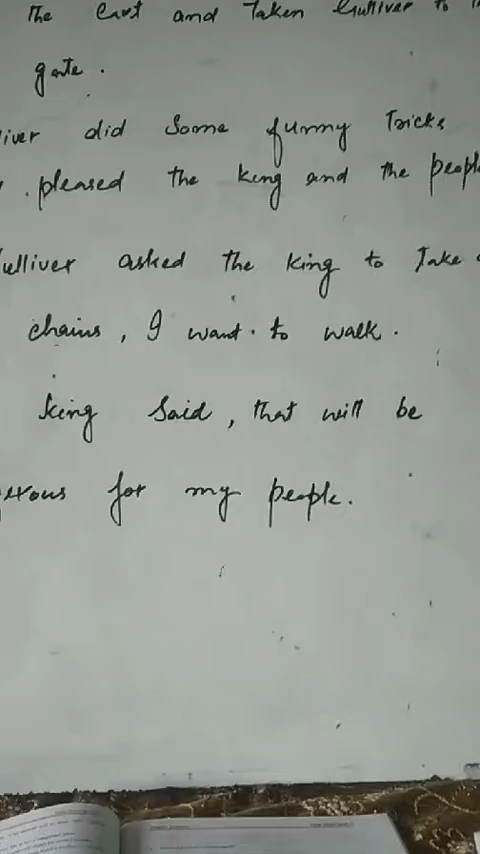 The Cart and Taken Gulliver to
gate.
did Some funny Tricks
pleased the king and the
asked the king to Take
chains, I want to walk.
king Said, that will be
for my people.